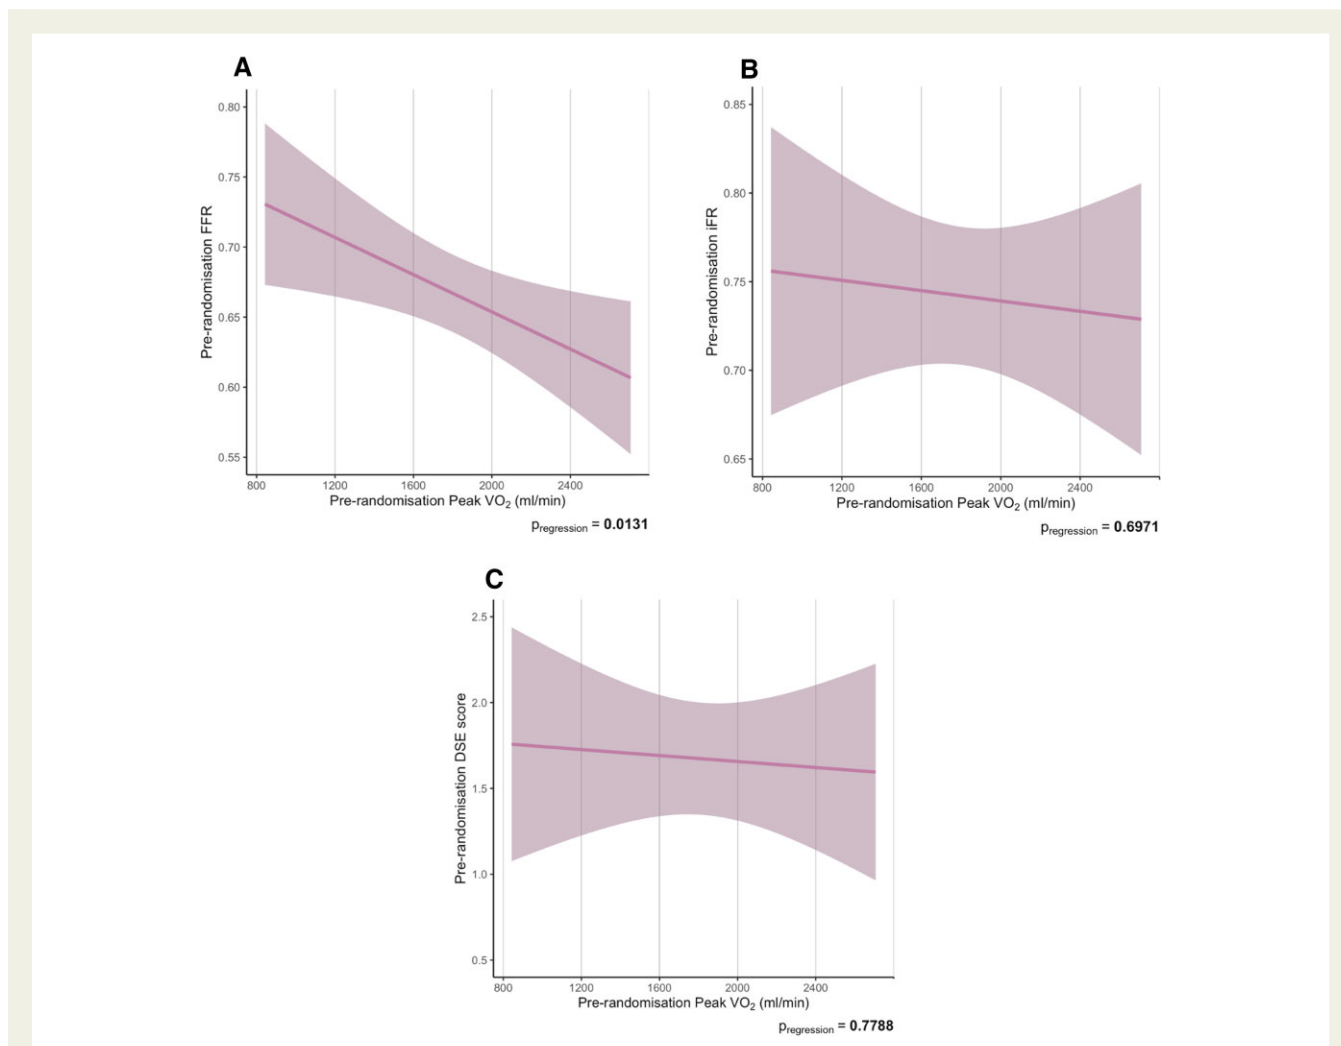 A
0.80
0.75
0.70
0.65
0.60
0.55
Pre-randomisation FFR
800 1200 1600 2000 2400
Pre-randomisation Peak VO₂ (ml/min)
pregression = 0.0131
B
0.85
0.80
0.75
0.70
0.65
Pre-randomisation iFR
800 1200 1600 2000 2400
Pre-randomisation Peak VO₂ (ml/min)
pregression = 0.6971
C
2.5
2.0
1.5
1.0
0.5
Pre-randomisation DSE score
800 1200 1600 2000 2400
Pre-randomisation Peak VO₂ (ml/min)
pregression = 0.7788